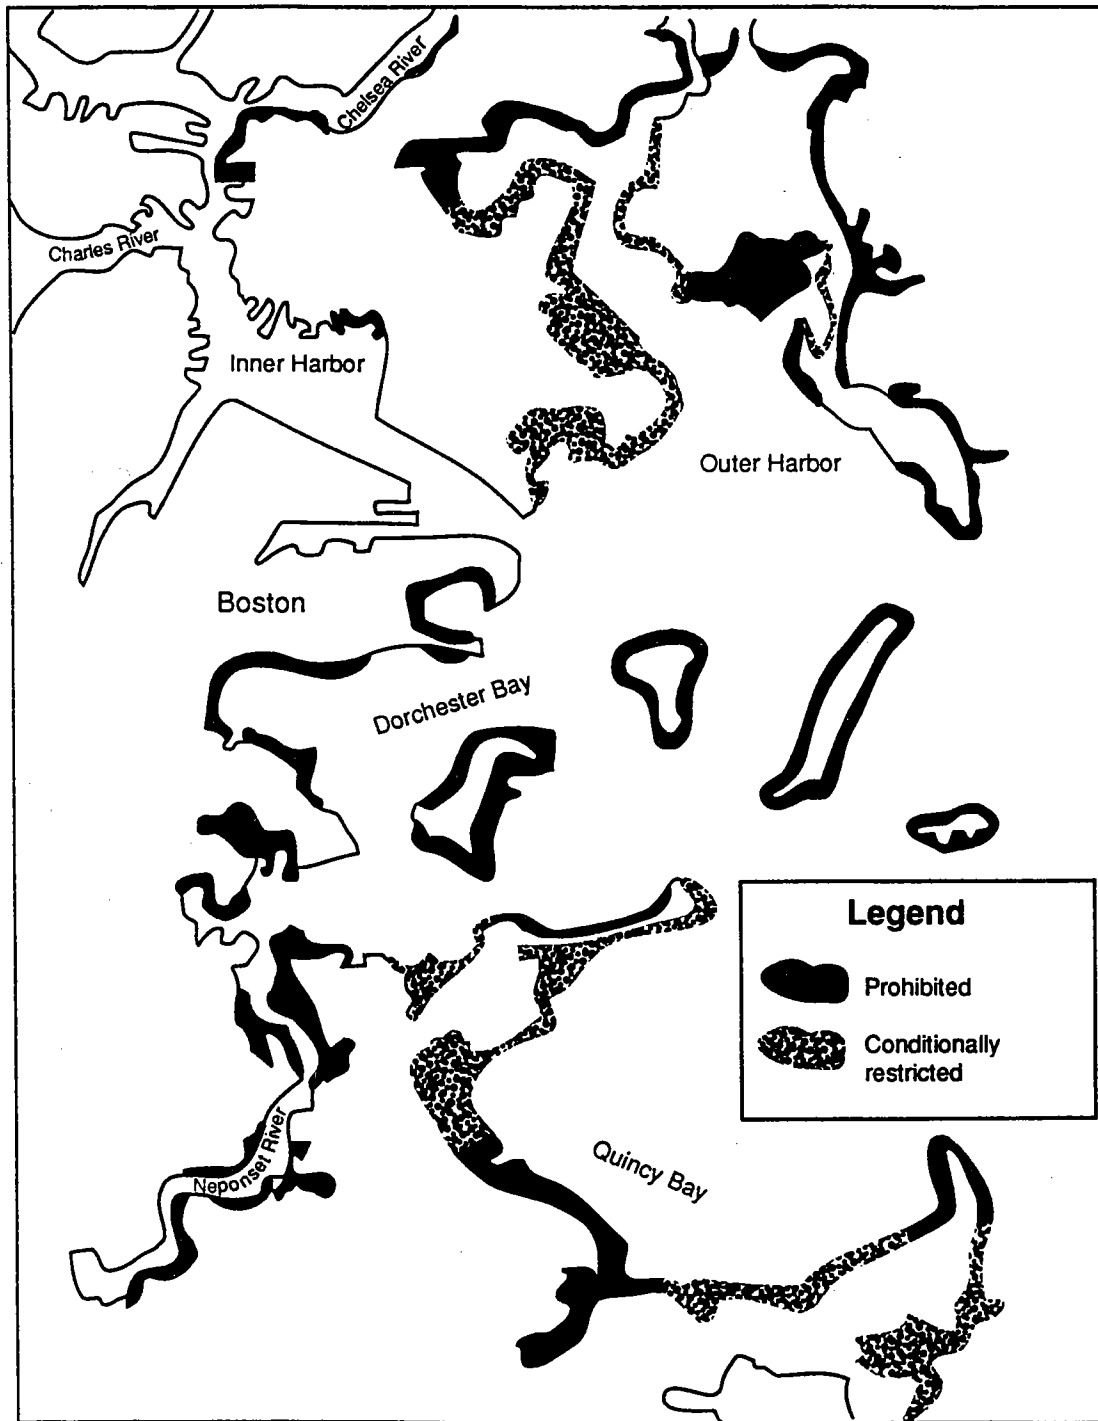 Chelsea River
Charles River
Inner Harbor
Outer Harbor
Boston
Dorchester Bay
Legend
Prohibited
Conditionally
restricted
Neponset River
Quincy Bay